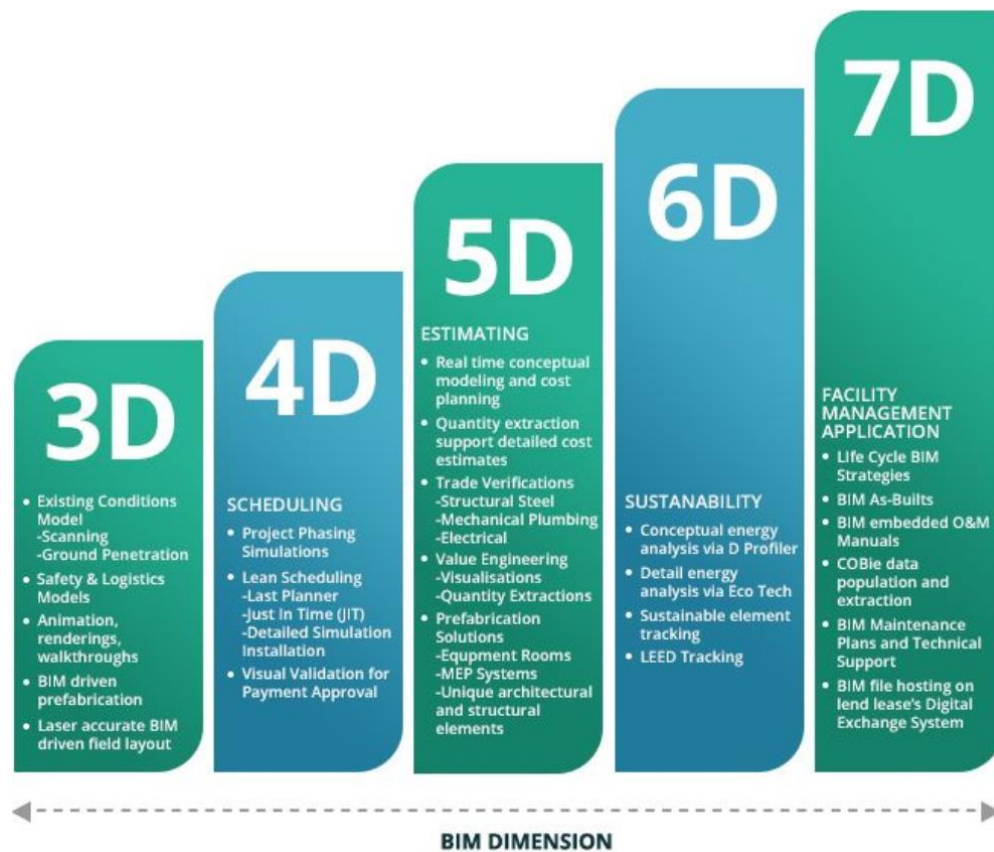 3D
• Existing Conditions
Model
-Scanning
-Ground Penetration
• Safety & Logistics
Models
• Animation,
renderings,
walkthroughs
• BIM driven
prefabrication
• Laser accurate BIM
driven field layout
4D
SCHEDULING
• Project Phasing
Simulations
• Lean Scheduling
-Last Planner
-Just In Time (JIT)
-Detailed Simulation
Installation
• Visual Validation for
Payment Approval
5D
ESTIMATING
• Real time conceptual
modeling and cost
planning
• Quantity extraction
support detailed cost
estimates
• Trade Verifications
-Structural Steel
-Mechanical Plumbing
-Electrical
• Value Engineering
-Visualisations
-Quantity Extractions
• Prefabrication
Solutions
-Equpment Rooms
-MEP Systems
-Unique architectural
and structural
elements
6D
SUSTANABILITY
• Conceptual energy
analysis via D Profiler
• Detail energy
analysis via Eco Tech
• Sustainable element
tracking
• LEED Tracking
7D
FACILITY
MANAGEMENT
APPLICATION
• Life Cycle BIM
Strategies
• BIM As-Builts
• BIM embedded O&M
Manuals
• COBie data
population and
extraction
• BIM Maintenance
Plans and Technical
Support
• BIM file hosting on
lend lease's Digital
Exchange System
BIM DIMENSION